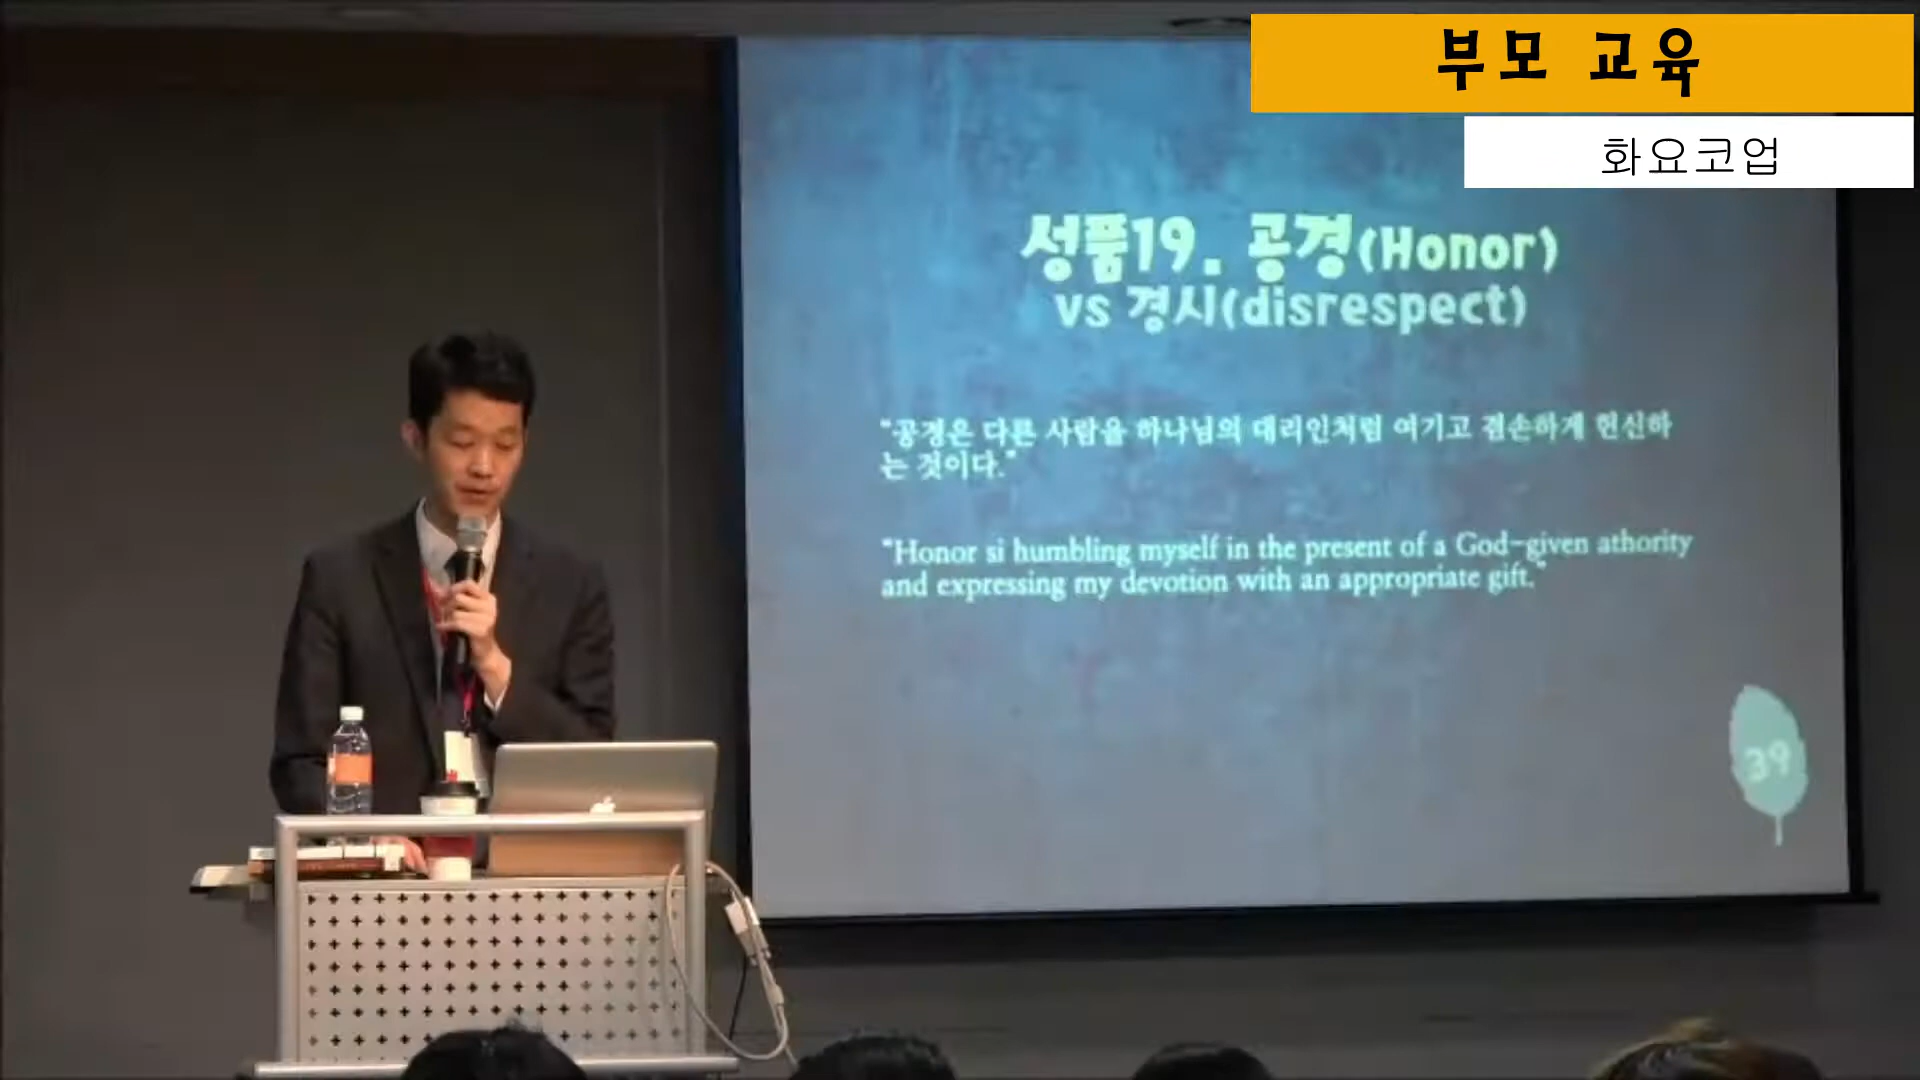 부모 교육
화요코업
성품19. 공경(Honor)
vs 경시(disrespect)
"공경은 다른 사람을 하나님의 대리인처럼 여기고 겸손하게 헌신하
는 것이다."
"Honor si humbling myself in the present of a God-given athority
and expressing my devotion with an appropriate gift."
39